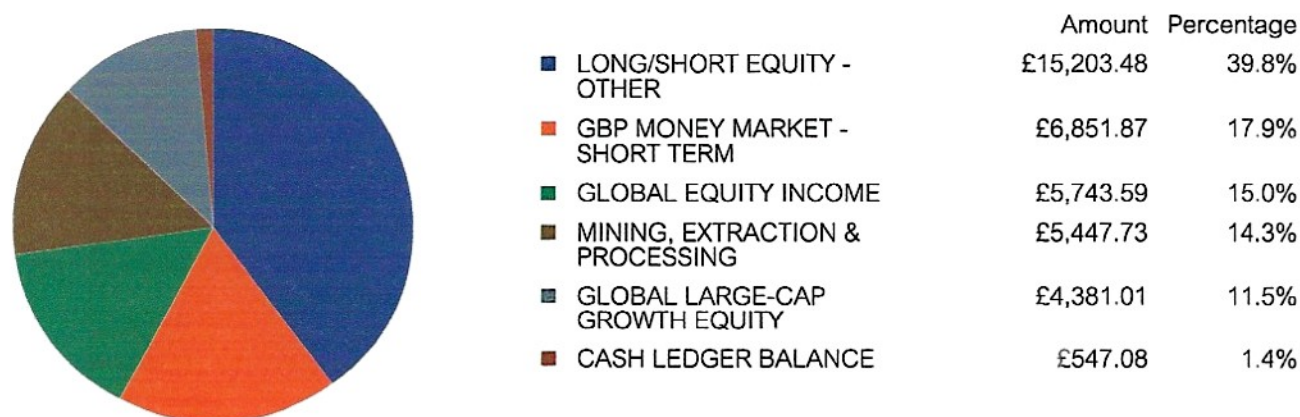 Amount Percentage
LONG/SHORT EQUITY - £15,203.48 39.8%
OTHER
GBP MONEY MARKET - £6,851.87 17.9%
SHORT TERM
GLOBAL EQUITY INCOME £5,743.59 15.0%
MINING, EXTRACTION & £5,447.73 14.3%
PROCESSING
GLOBAL LARGE-CAP £4,381.01 11.5%
GROWTH EQUITY
CASH LEDGER BALANCE £547.08 1.4%